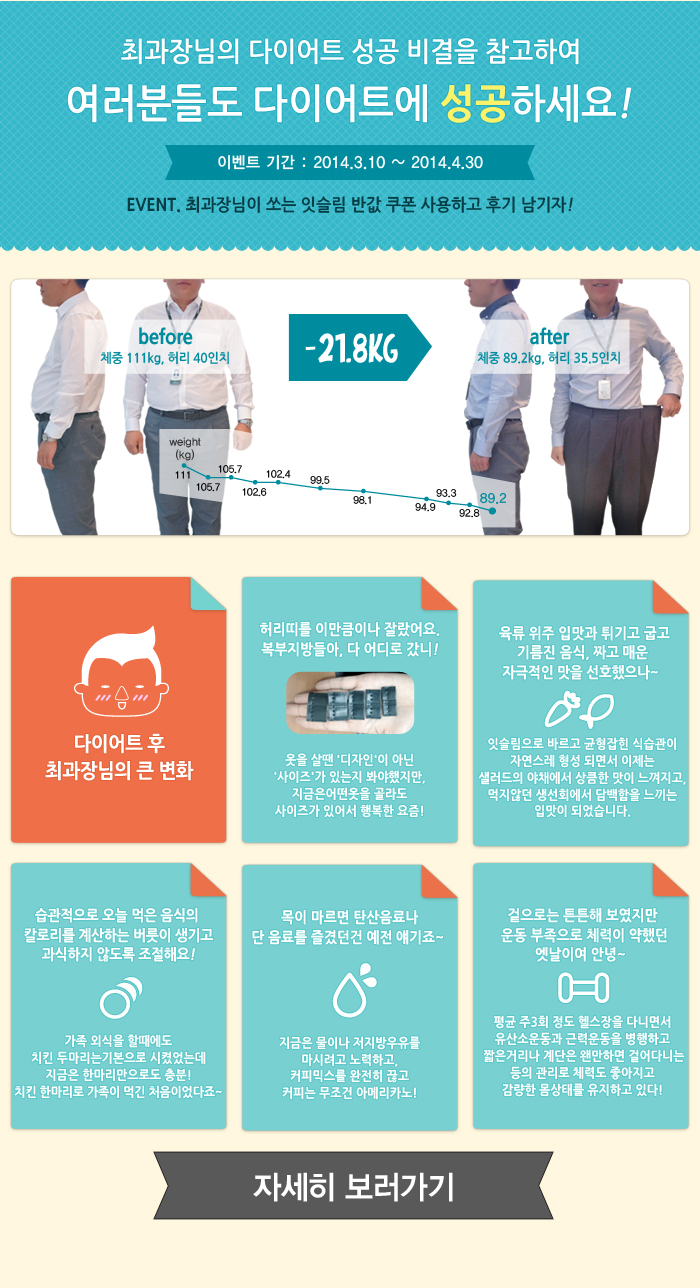 최과장님의 다이어트 성공 비결을 참고하여
여러분들도 다이어트에 성공하세요!
이벤트 기간 : 2014.3.10 ~ 2014.4.30
EVENT. 최과장님이 쏘는 잇슬림 반값 쿠폰 사용하고 후기 남기자!
before
체중 111kg, 허리 40인치
-21.8KG
after
체중 89.2kg, 허리 35.5인치
weight
(kg)
111
105.7
105.7
102.6
102.4
99.5
98.1
94.9
93.3
92.8
89.2
다이어트 후
최과장님의 큰 변화
허리띠를 이만큼이나 잘랐어요.
복부지방들아, 다 어디로 갔니!
옷을 살땐 '디자인'이 아닌
'사이즈'가 있는지 봐야했지만,
지금은어떤옷을 골라도
사이즈가 있어서 행복한 요즘!
육류 위주 입맛과 튀기고 굽고
기름진 음식, 짜고 매운
자극적인 맛을 선호했으나~
잇슬림으로 바르고 균형잡힌 식습관이
자연스레 형성 되면서 이제는
샐러드의 야채에서 상큼한 맛이 느껴지고,
먹지않던 생선회에서 담백함을 느끼는
입맛이 되었습니다.
습관적으로 오늘 먹은 음식의
칼로리를 계산하는 버릇이 생기고
과식하지 않도록 조절해요!
가족 외식을 할때에도
치킨 두마리는기본으로 시켰었는데
지금은 한마리만으로도 충분!
치킨 한마리로 가족이 먹긴 처음이었다죠~
목이 마르면 탄산음료나
단 음료를 즐겼던건 예전 얘기죠~
지금은 물이나 저지방우유를
마시려고 노력하고,
커피믹스를 완전히 끊고
커피는 무조건 아메리카노!
겉으로는 튼튼해 보였지만
운동 부족으로 체력이 약했던
옛날이여 안녕~
평균 주3회 정도 헬스장을 다니면서
유산소운동과 근력운동을 병행하고
짧은거리나 계단은 왠만하면 걸어다니는
등의 관리로 체력도 좋아지고
감량한 몸상태를 유지하고 있다!
자세히 보러가기